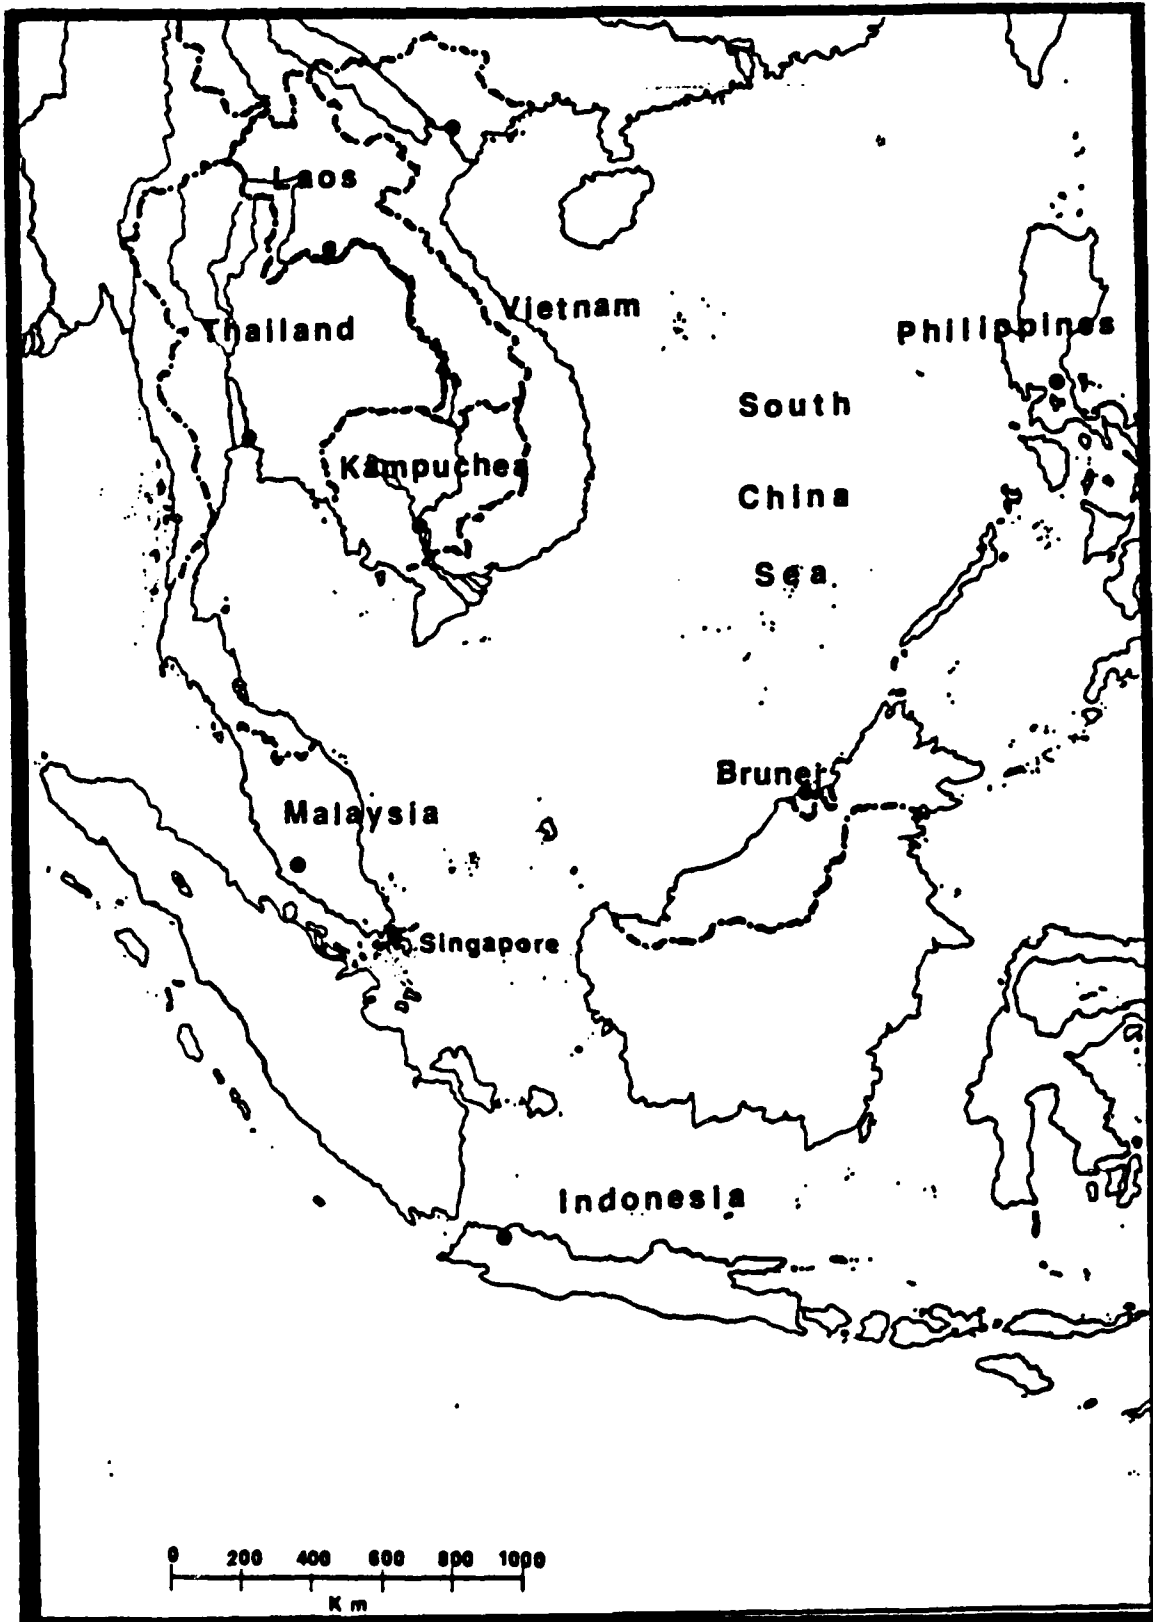 Laos
Vietnam
Thailand
Philippines
South
China
Sea
Kampuchea
Brunei
Malaysia
Singapore
Indonesia
0 200 400 600 800 1000
Km